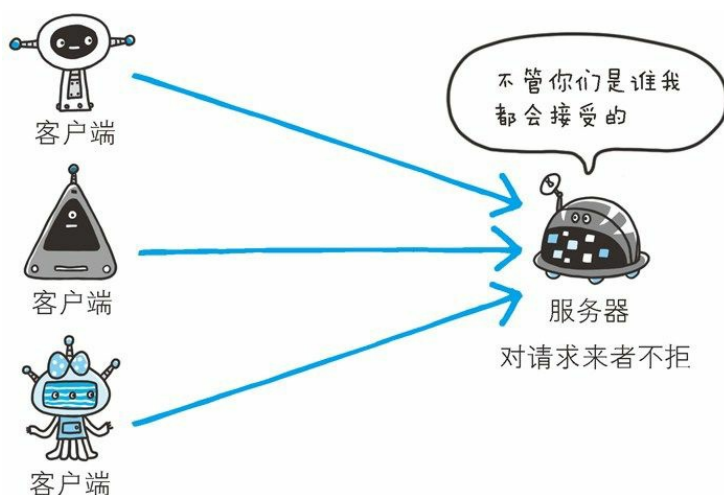 不管你们是谁我
都会接受的
客户端
客户端
服务器
对请求来者不拒
客户端